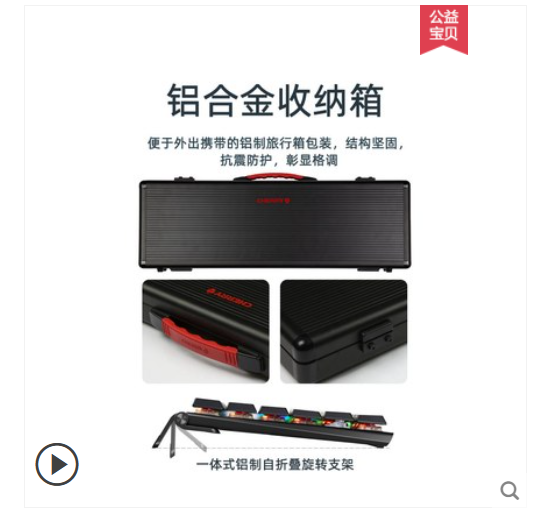 公益
宝贝
铝合金收纳箱
便于外出携带的铝制旅行箱包装，结构坚固，
抗震防护，彰显格调
CHERRY
CHERRY
一体式铝制自折叠旋转支架